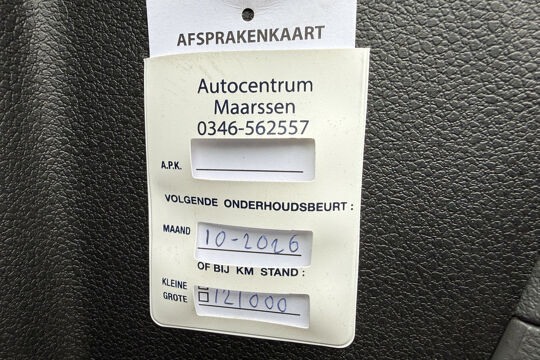 AFSPRAKENKAART
Autocentrum
Maarssen
0346-562557
A.P.K.
VOLGENDE ONDERHOUDSBEURT :
MAAND 10-2026
OF BIJ KM STAND :
KLEINE
GROTE 121000